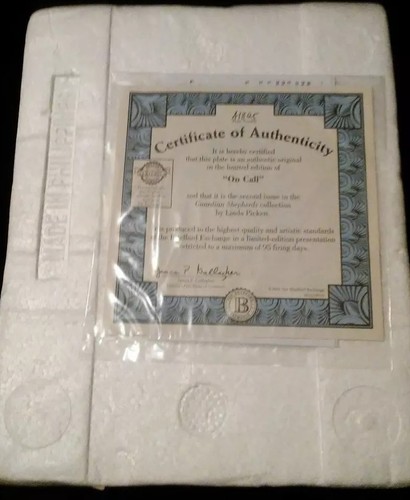 Certificate of Authenticity
It is hereby certified
that this plate is an authentic original
in the limited edition of
"On Call"
and that it is the second issue in the
Guardian Shepherds collection
by Linda Picken
produced to the highest quality and artistic standards
of the Bradford Exchange in a limited-edition presentation
restricted to a maximum of 95 firing days.
B
MADE IN